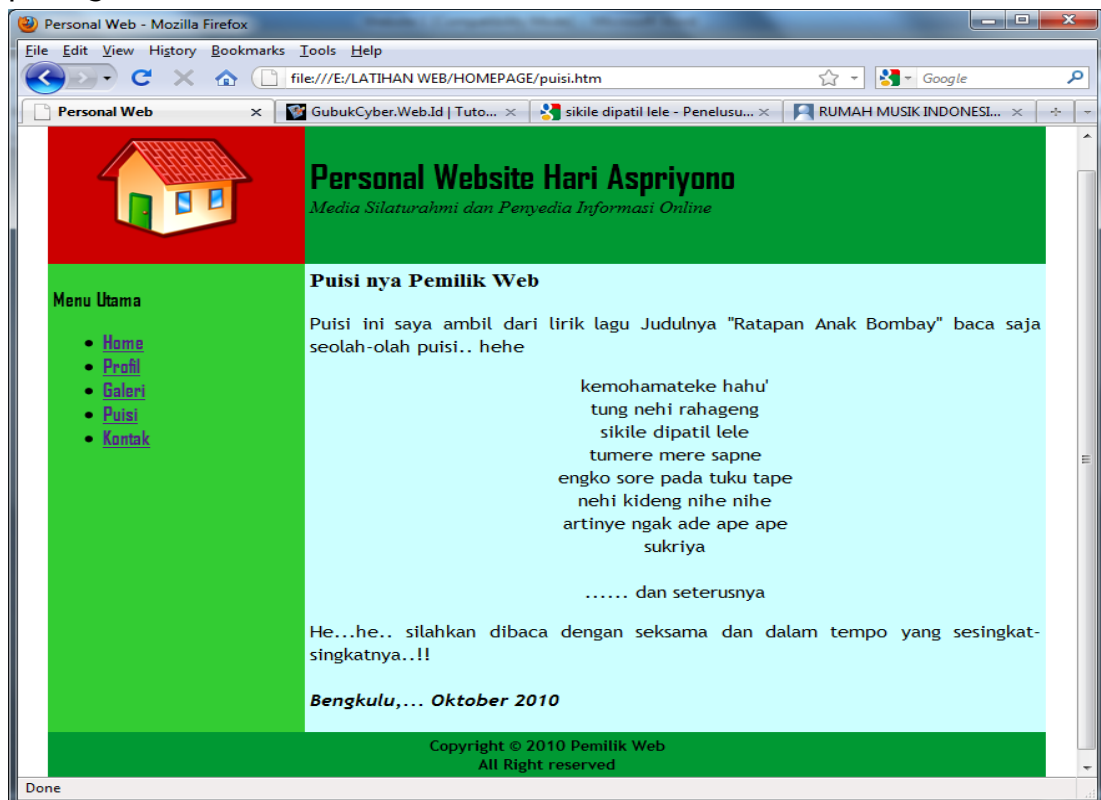 Personal Web - Mozilla Firefox
File Edit View History Bookmarks Tools Help
file:///E:/LATIHAN WEB/HOMEPAGE/puisi.htm
Google
Personal Web
GubukCyber.Web.Id | Tuto...
sikile dipatil lele - Penelusu...
RUMAH MUSIK INDONESI...
Personal Website Hari Aspriyono
Media Silaturahmi dan Penyedia Informasi Online
Menu Utama
Home
Profil
Galeri
Puisi
Kontak
Puisi nya Pemilik Web
Puisi ini saya ambil dari lirik lagu Judulnya "Ratapan Anak Bombay" baca saja
seolah-olah puisi.. hehe
kemohamateke hahu'
tung nehi rahageng
sikile dipatil lele
tumere mere sapne
engko sore pada tuku tape
nehi kideng nihe nihe
artinye ngak ade ape ape
sukriya
...... dan seterusnya
He...he.. silahkan dibaca dengan seksama dan dalam tempo yang sesingkat-
singkatnya..!!
Bengkulu,... Oktober 2010
Copyright © 2010 Pemilik Web
All Right reserved
Done